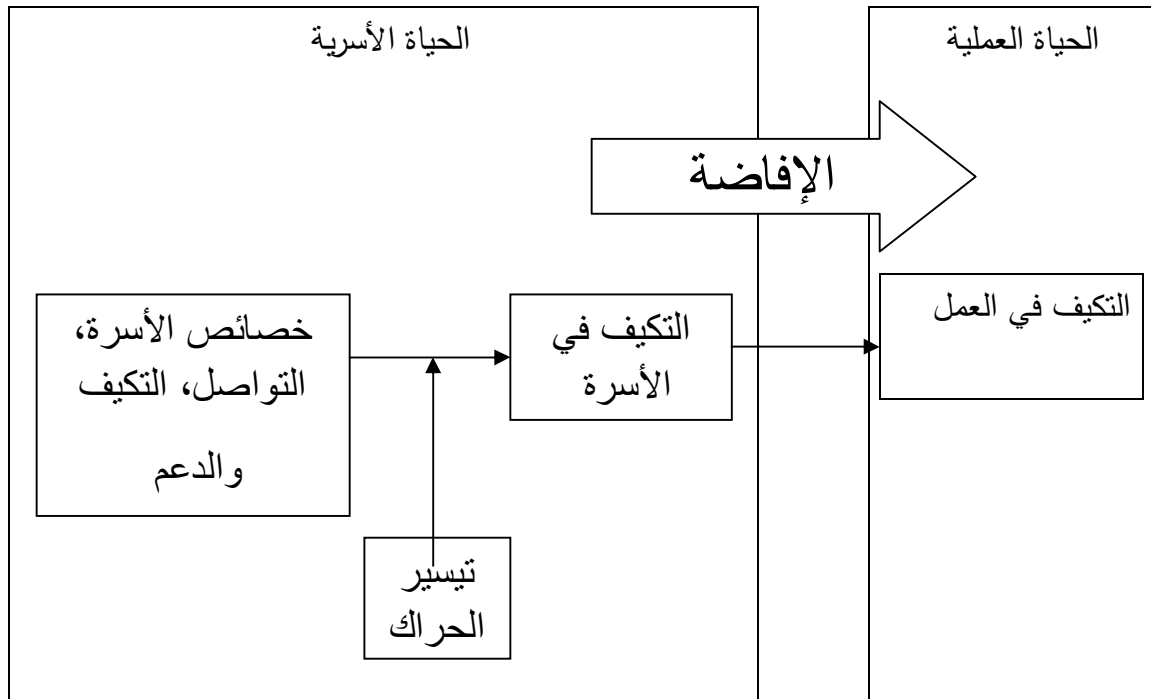 الحياة العملية
الحياة الأسرية
الإفاضة
التكيف في العمل
التكيف في
الأسرة
خصائص الأسرة،
التواصل، التكيف
والدعم
تيسير
الحراك